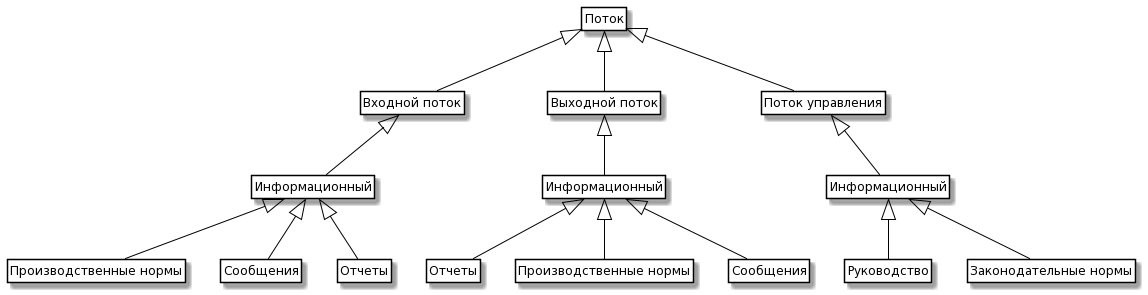 Поток
Входной поток
Выходной поток
Поток управления
Информационный
Информационный
Информационный
Производственные нормы
Сообщения
Отчеты
Отчеты
Производственные нормы
Сообщения
Руководство
Законодательные нормы